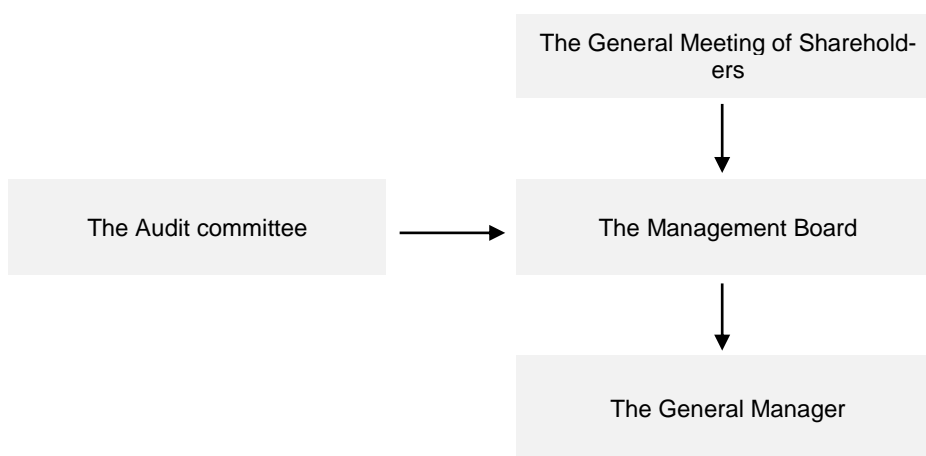 The General Meeting of Sharehold-
ers
The Audit committee
The Management Board
The General Manager